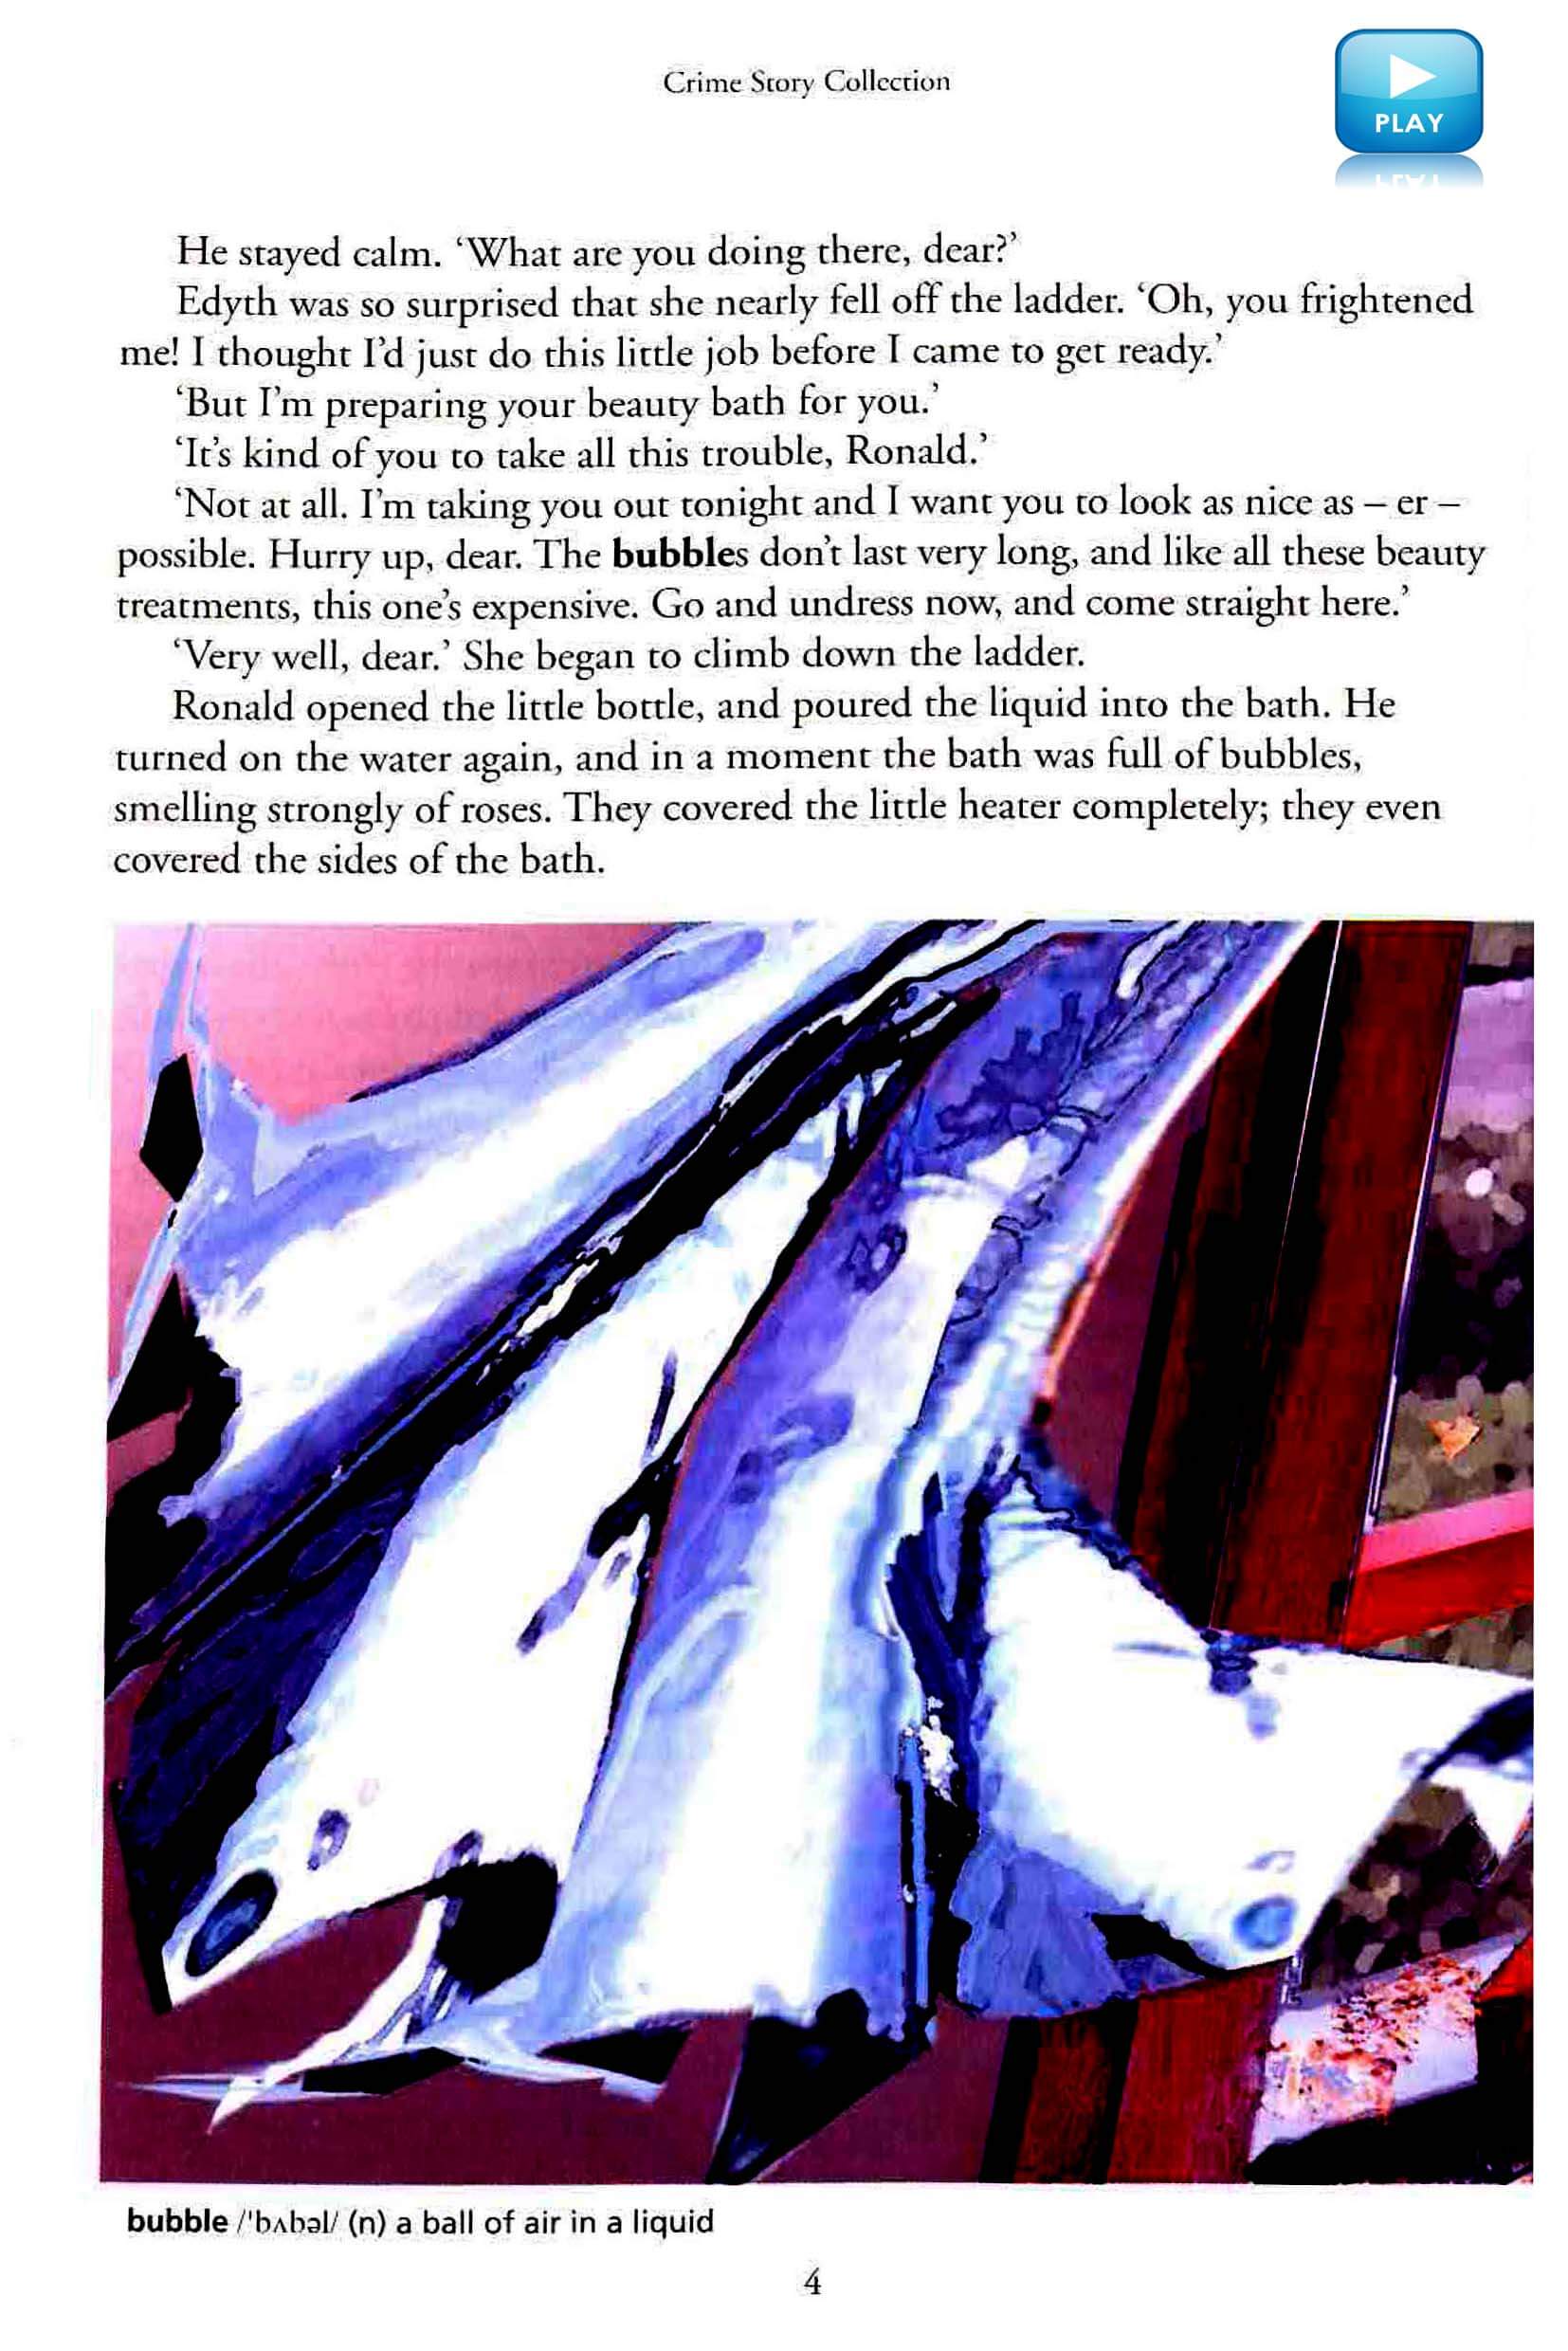 Crime Story Collection
PLAY
He stayed calm. ‘What are you doing there, dear?’
Edyth was so surprised that she nearly fell off the ladder. ‘Oh, you frightened
me! I thought I’d just do this little job before I came to get ready.’
‘But I’m preparing your beauty bath for you.’
‘It’s kind of you to take all this trouble, Ronald.’
‘Not at all. I’m taking you out tonight and I want you to look as nice as – er –
possible. Hurry up, dear. The bubbles don’t last very long, and like all these beauty
treatments, this one’s expensive. Go and undress now, and come straight here.’
‘Very well, dear.’ She began to climb down the ladder.
Ronald opened the little bottle, and poured the liquid into the bath. He
turned on the water again, and in a moment the bath was full of bubbles,
smelling strongly of roses. They covered the little heater completely; they even
covered the sides of the bath.
bubble /ˈbʌbəl/ (n) a ball of air in a liquid
4